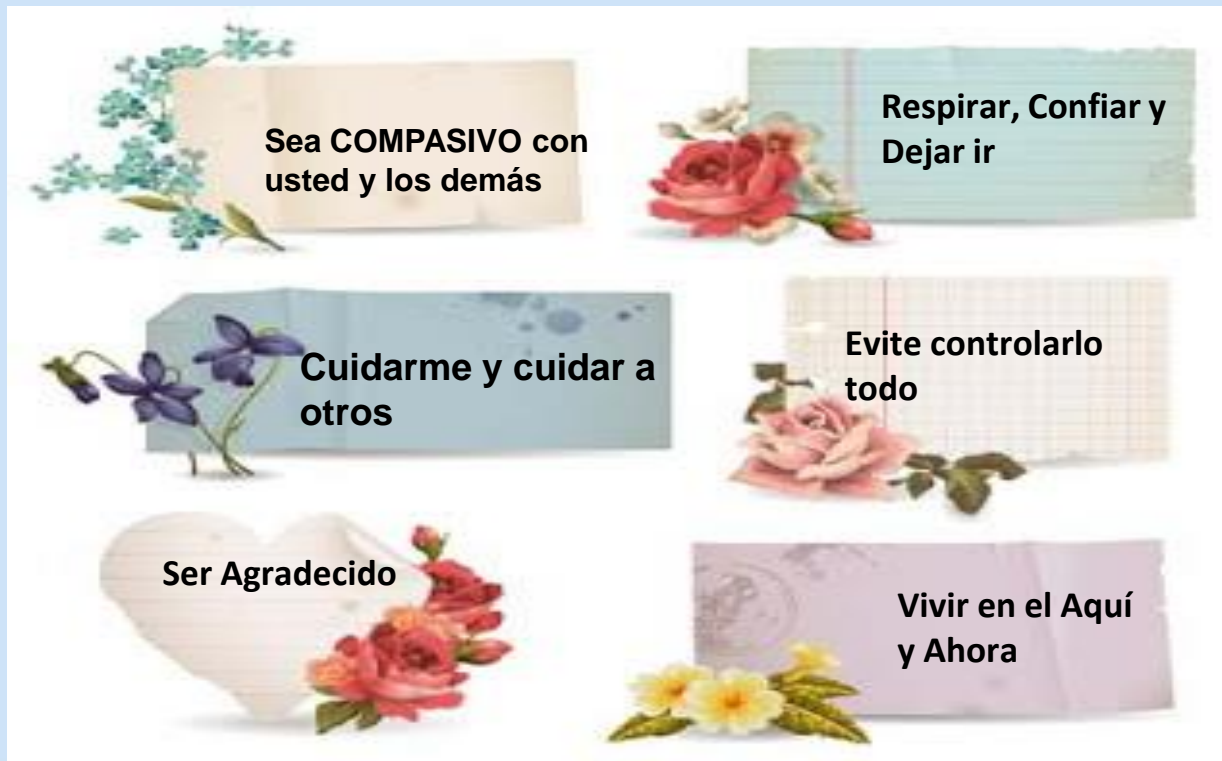 Sea COMPASIVO con
usted y los demás
Respirar, Confiar y
Dejar ir
Cuidarme y cuidar a
otros
Evite controlarlo
todo
Ser Agradecido
Vivir en el Aquí
y Ahora